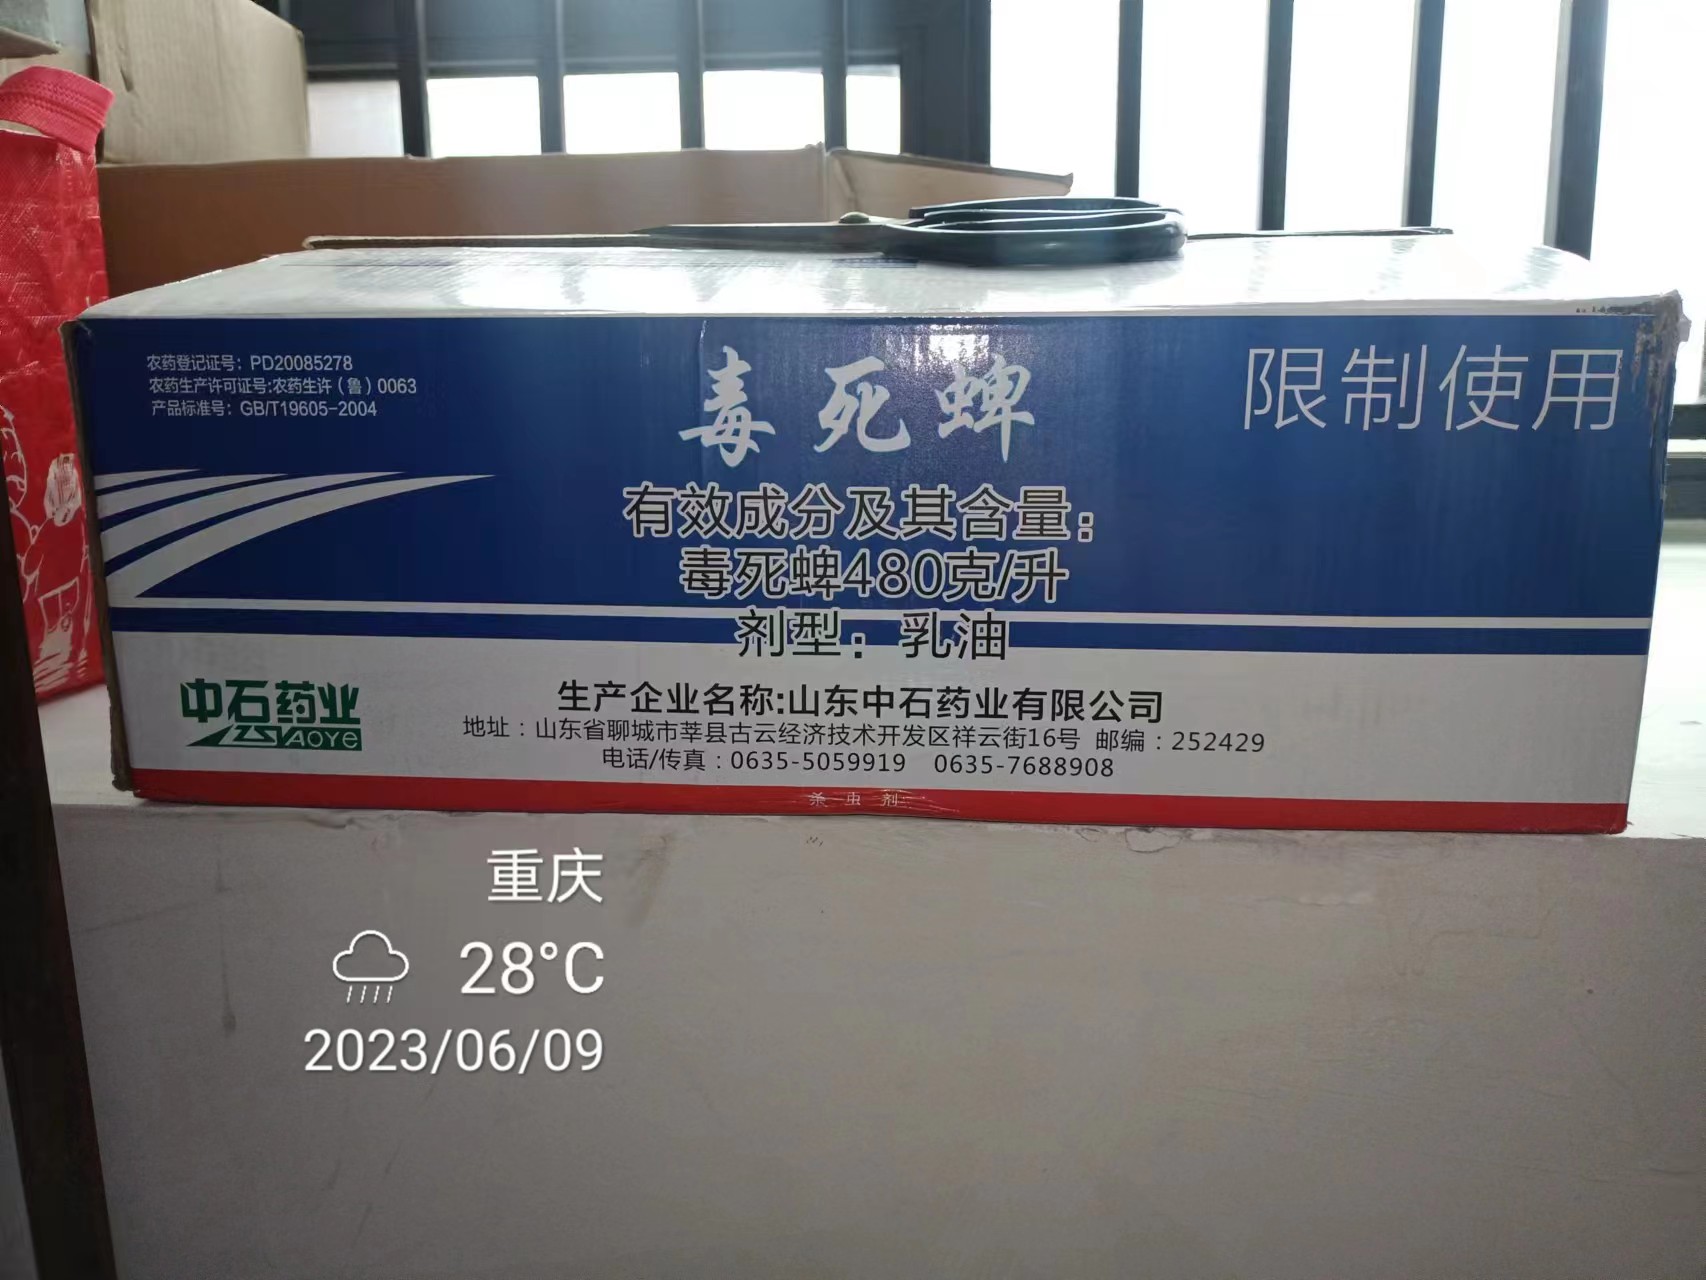 农药登记证号：PD20085278
农药生产许可证号:农药生许（鲁）0063
产品标准号：GB/T19605-2004
毒死蜱
限制使用
有效成分及其含量：
毒死蜱480克/升
剂型：乳油
中石药业
YAOYE
生产企业名称:山东中石药业有限公司
地址：山东省聊城市莘县古云经济技术开发区祥云街16号 邮编：252429
电话/传真：0635-5059919 0635-7688908
杀虫剂
重庆
28°C
2023/06/09